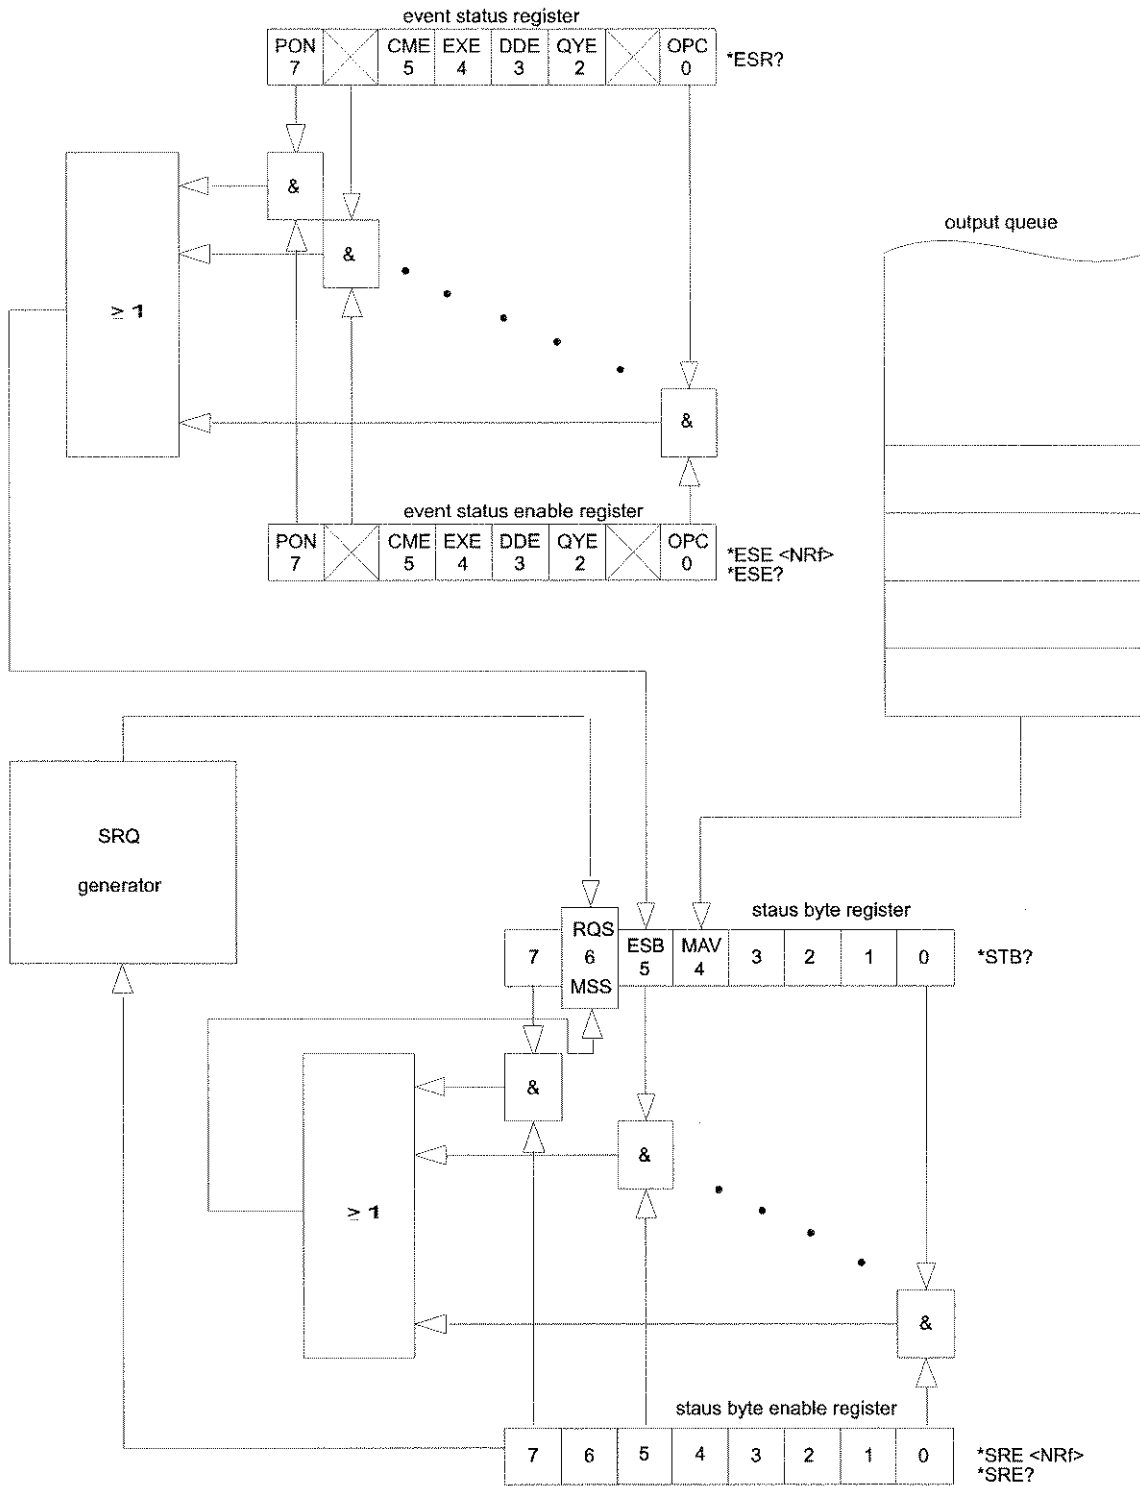 event status register
PON CME EXE DDE QYE OPC
7 5 4 3 2 0
*ESR?
&
&
≥ 1
&
output queue
event status enable register
PON CME EXE DDE QYE OPC
7 5 4 3 2 0
*ESE <NRf>
*ESE?
SRQ
generator
staus byte register
RQS ESB MAV
7 6 5 4 3 2 1 0
MSS
*STB?
&
&
≥ 1
&
staus byte enable register
7 6 5 4 3 2 1 0
*SRE <NRf>
*SRE?